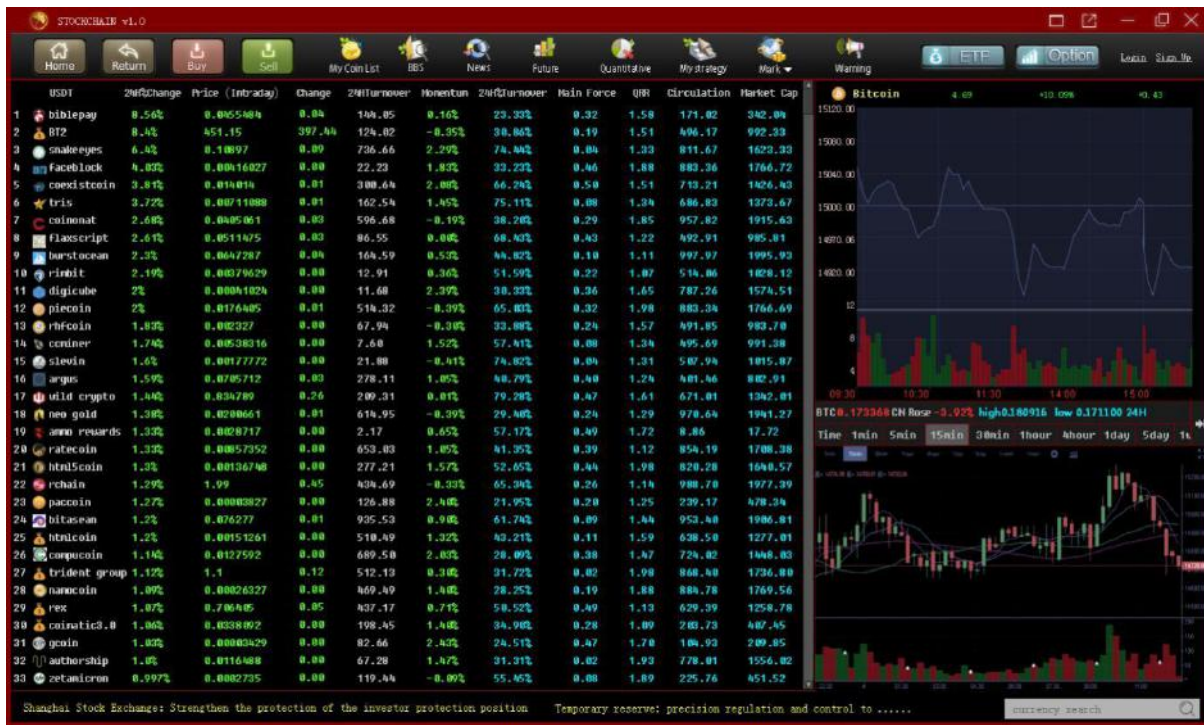 STOCKCHAIN v1.0
Home Return Buy Sell My Coin List BBS News Future Quantitative My strategy Mark Warning ETF Option Login Sign Up
USDT 24H%Change Price (Intraday) Change 24HTurnover Momentum 24H%Turnover Main Force QRR Circulation Market Cap
1 biblepay 8.56% 0.0455484 0.04 144.05 0.16% 23.33% 0.32 1.58 171.02 342.04
2 BT2 8.4% 451.15 397.44 124.02 -0.35% 30.86% 0.19 1.51 496.17 992.33
3 snakeeyes 6.4% 0.10897 0.09 736.66 2.29% 74.44% 0.04 1.33 811.67 1623.33
4 faceblock 4.03% 0.00416027 0.00 22.23 1.83% 33.23% 0.46 1.88 883.36 1766.72
5 coexistcoin 3.81% 0.014014 0.01 300.64 2.08% 66.24% 0.50 1.51 713.21 1426.43
6 tris 3.72% 0.00711088 0.01 162.54 1.45% 75.11% 0.08 1.34 686.83 1373.67
7 coinonat 2.68% 0.0405061 0.03 596.68 -0.19% 38.28% 0.29 1.85 957.82 1915.63
8 flaxscript 2.61% 0.0511475 0.03 86.55 0.00% 68.43% 0.43 1.22 492.91 985.81
9 burstocean 2.3% 0.0647287 0.04 164.59 0.53% 44.82% 0.10 1.11 997.97 1995.93
10 rimbit 2.19% 0.00379629 0.00 12.91 0.36% 51.59% 0.22 1.07 514.06 1028.12
11 digicube 2% 0.00041024 0.00 11.68 2.39% 30.33% 0.36 1.65 787.26 1574.51
12 piecoin 2% 0.0176405 0.01 514.32 -0.39% 65.03% 0.32 1.98 883.34 1766.69
13 rhfcoin 1.83% 0.002327 0.00 67.94 -0.30% 33.88% 0.24 1.57 491.85 983.70
14 ccminer 1.74% 0.00538316 0.00 7.60 1.52% 57.41% 0.08 1.34 495.69 991.38
15 slevin 1.6% 0.00177772 0.00 21.88 -0.41% 74.82% 0.04 1.31 507.94 1015.87
16 argus 1.59% 0.0705712 0.03 278.11 1.05% 40.79% 0.40 1.24 401.46 802.91
17 wild crypto 1.44% 0.834789 0.26 209.31 0.01% 79.28% 0.47 1.61 671.01 1342.01
18 neo gold 1.38% 0.0200661 0.01 614.95 -0.39% 29.40% 0.24 1.29 970.64 1941.27
19 ammo rewards 1.33% 0.0028717 0.00 2.17 0.65% 57.17% 0.49 1.72 8.86 17.72
20 ratecoin 1.33% 0.00857352 0.00 653.03 1.05% 41.35% 0.39 1.12 854.19 1708.38
21 html5coin 1.3% 0.00136748 0.00 277.21 1.57% 52.65% 0.44 1.98 820.28 1640.57
22 rchain 1.29% 1.99 0.45 434.69 -0.33% 65.34% 0.26 1.14 988.70 1977.39
23 paccoin 1.27% 0.00003827 0.00 126.88 2.40% 21.95% 0.20 1.25 239.17 478.34
24 bitasean 1.2% 0.076277 0.01 935.53 0.90% 61.74% 0.09 1.44 953.40 1906.81
25 htmlcoin 1.2% 0.00151261 0.00 510.49 1.32% 43.21% 0.11 1.59 638.50 1277.01
26 compucoin 1.14% 0.0127592 0.00 689.50 2.03% 28.09% 0.38 1.47 724.02 1448.03
27 trident group 1.12% 1.1 0.12 512.13 0.30% 31.72% 0.02 1.98 868.40 1736.80
28 namocoin 1.09% 0.00026327 0.00 469.49 1.40% 28.25% 0.19 1.88 884.78 1769.56
29 rex 1.07% 0.706405 0.05 437.17 0.71% 50.52% 0.49 1.13 629.39 1258.78
30 coimatic3.0 1.06% 0.0338092 0.00 198.45 1.40% 34.90% 0.28 1.09 203.73 407.45
31 gcoin 1.03% 0.00003429 0.00 82.66 2.43% 24.51% 0.47 1.70 104.93 209.85
32 authorship 1.0% 0.0116488 0.00 67.28 1.47% 31.31% 0.02 1.93 778.01 1556.02
33 zetamicron 0.997% 0.0002735 0.00 119.44 -0.09% 55.45% 0.08 1.89 225.76 451.52
Bitcoin 4.69 +10.09% +0.43
15120.00
15080.00
15040.00
15000.00
14970.06
14920.00
12
8
4
09:30 10:30 11:30 14:00 15:00
BTC0.173368 CN Rose -3.92% high0.180916 low 0.171100 24H
Time 1min 5min 15min 30min 1hour 4hour 1day 5day 1w
Shanghai Stock Exchange: Strengthen the protection of the investor protection position Temporary reserve: precision regulation and control to ......
currency search